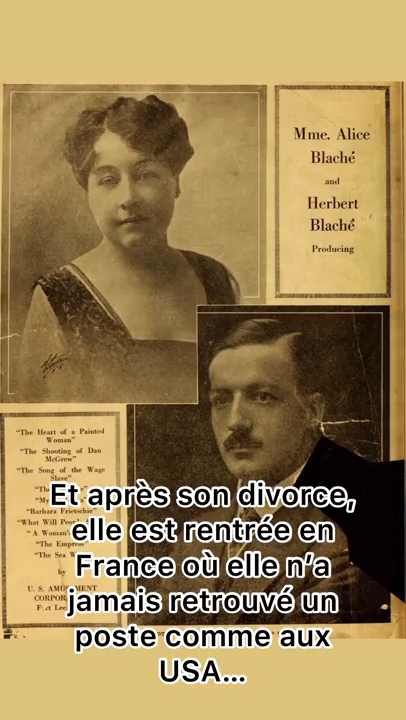 Mme. Alice
Blaché
and
Herbert
Blaché
Producing
"The Heart of a Painted
Woman"
"The Shooting of Dan
McGrew"
"The Song of the Wage
Slave"
"Barbara Frietschie"
"What Will
"A Woman's
"The Empress
"The Sea
by
U. S. AMUSEMENT
Et après son divorce,
elle est rentrée en
France où elle n'a
jamais retrouvé un
poste comme aux
USA...